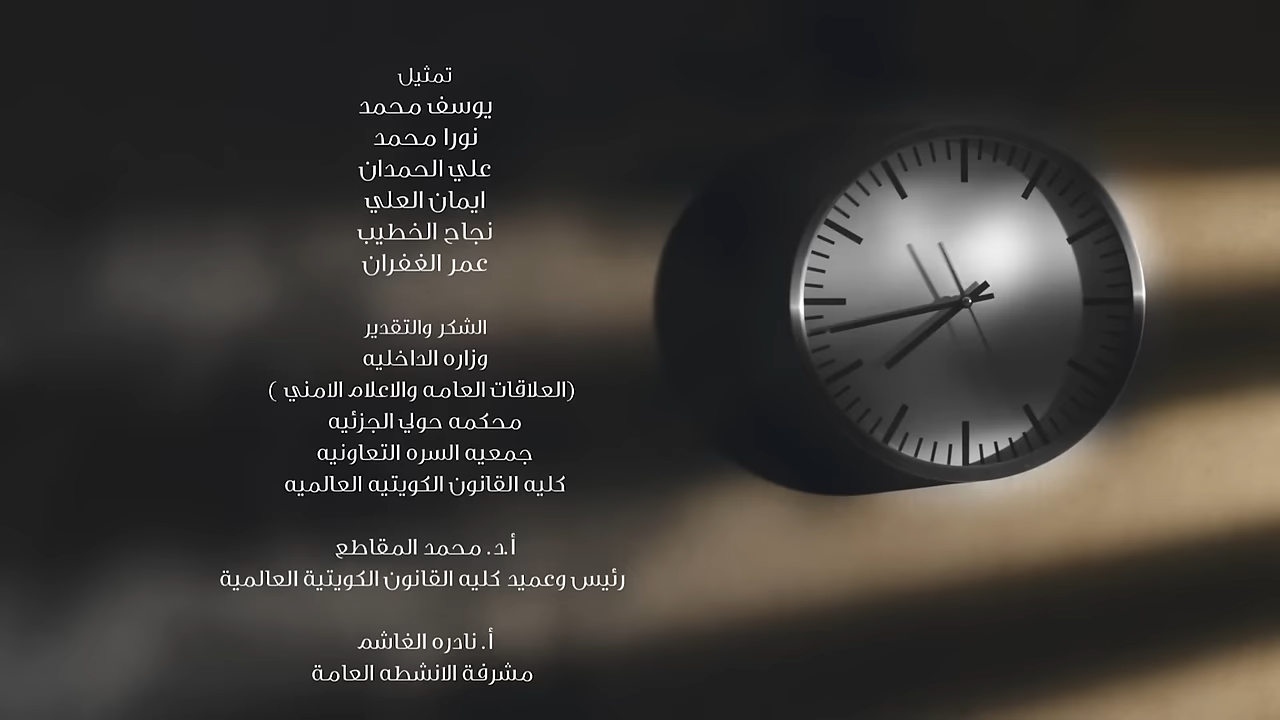 تمثيل
يوسف محمد
نورا محمد
علي الحمدان
ايمان العلي
نجاح الخطيب
عمر الغفران
الشكر والتقدير
وزاره الداخليه
(العلاقات العامه والاعلام الامني )
محكمه حولي الجزئيه
جمعيه السره التعاونيه
كليه القانون الكويتيه العالميه
أ.د. محمد المقاطع
رئيس وعميد كليه القانون الكويتية العالمية
أ. نادره الغاشم
مشرفة الانشطه العامة